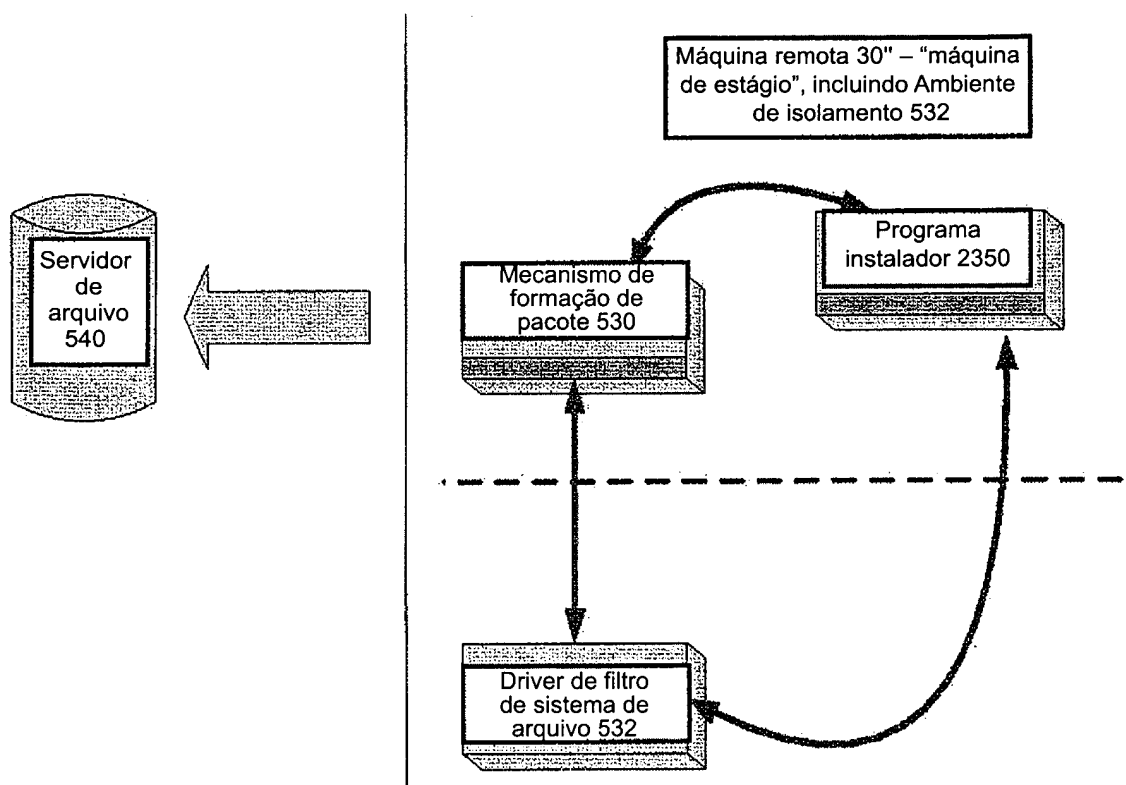 Máquina remota 30" – “máquina
de estágio”, incluindo Ambiente
de isolamento 532
Servidor
de
arquivo
540
Mecanismo de
formação de
pacote 530
Programa
instalador 2350
Driver de filtro
de sistema de
arquivo 532